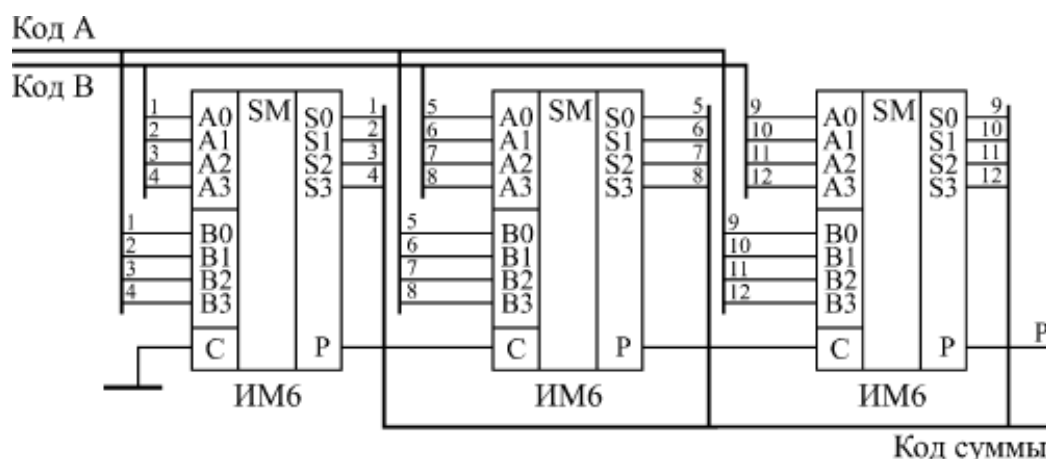 Код А
Код В
1 A0 SM S0 1 5 A0 SM S0 5 9 A0 SM S0 9
2 A1 S1 2 6 A1 S1 6 10 A1 S1 10
3 A2 S2 3 7 A2 S2 7 11 A2 S2 11
4 A3 S3 4 8 A3 S3 8 12 A3 S3 12
1 B0 5 B0 9 B0
2 B1 6 B1 10 B1
3 B2 7 B2 11 B2
4 B3 8 B3 12 B3
C P C P C P P
ИМ6 ИМ6 ИМ6
Код суммы